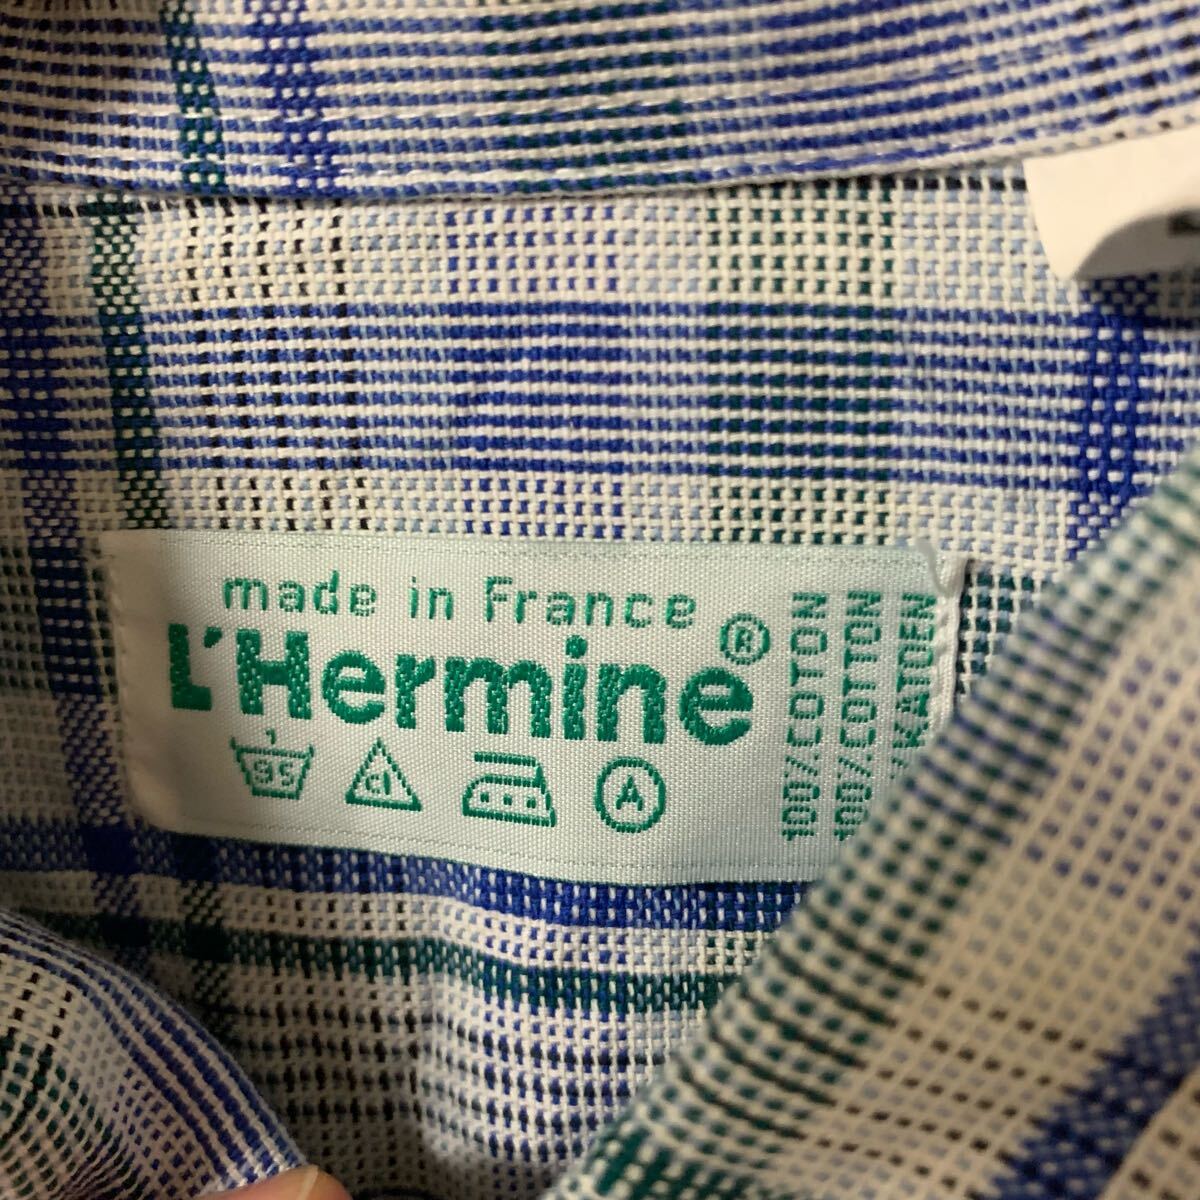 made in France
L'Hermine®
95 cl A
100% COTON
100% COTTON
% KATOEN